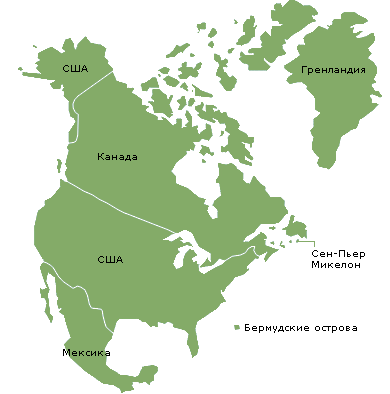 США
Гренландия
Канада
США
Сен-Пьер
Микелон
Бермудские острова
Мексика